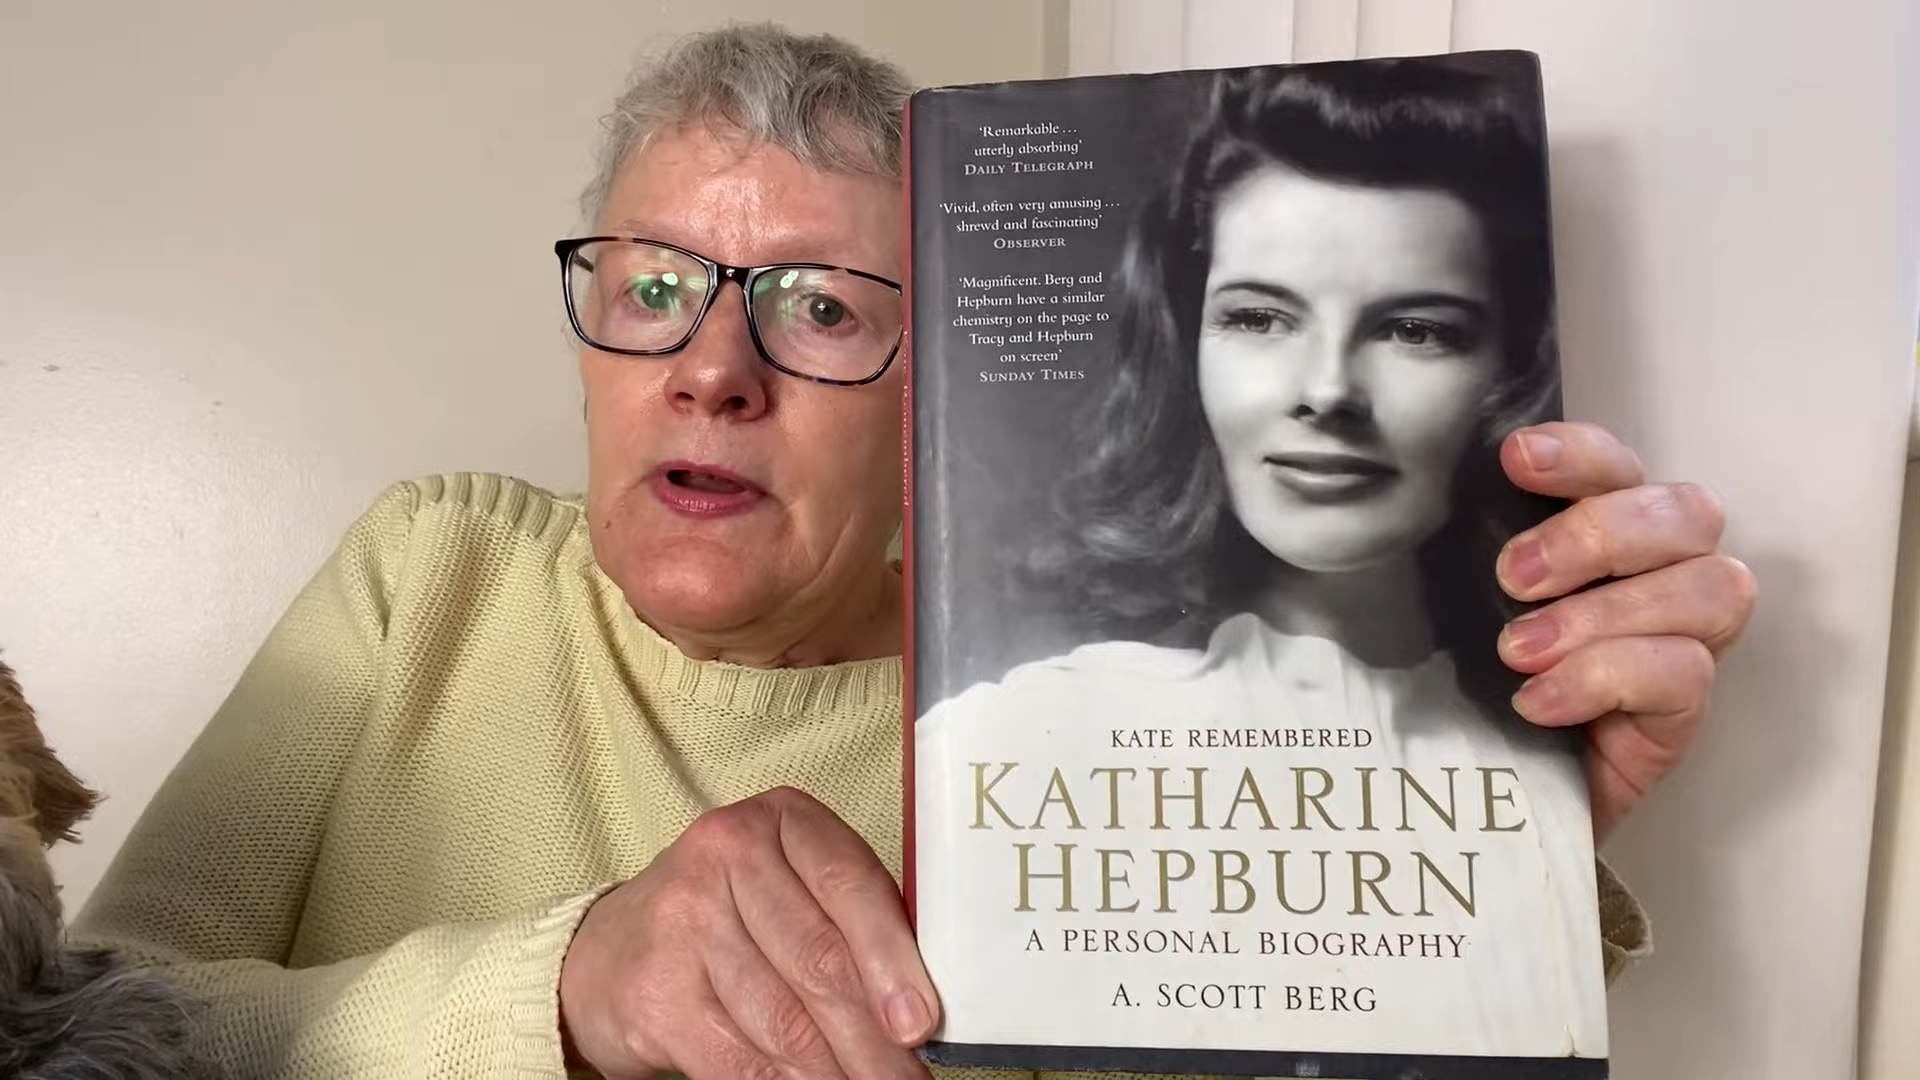 ‘Remarkable...
utterly absorbing’
DAILY TELEGRAPH
‘Vivid, often very amusing...
shrewd and fascinating’
OBSERVER
‘Magnificent. Berg and
Hepburn have a similar
chemistry on the page to
Tracy and Hepburn
on screen’
SUNDAY TIMES
KATE REMEMBERED
KATHARINE
HEPBURN
A PERSONAL BIOGRAPHY
A. SCOTT BERG